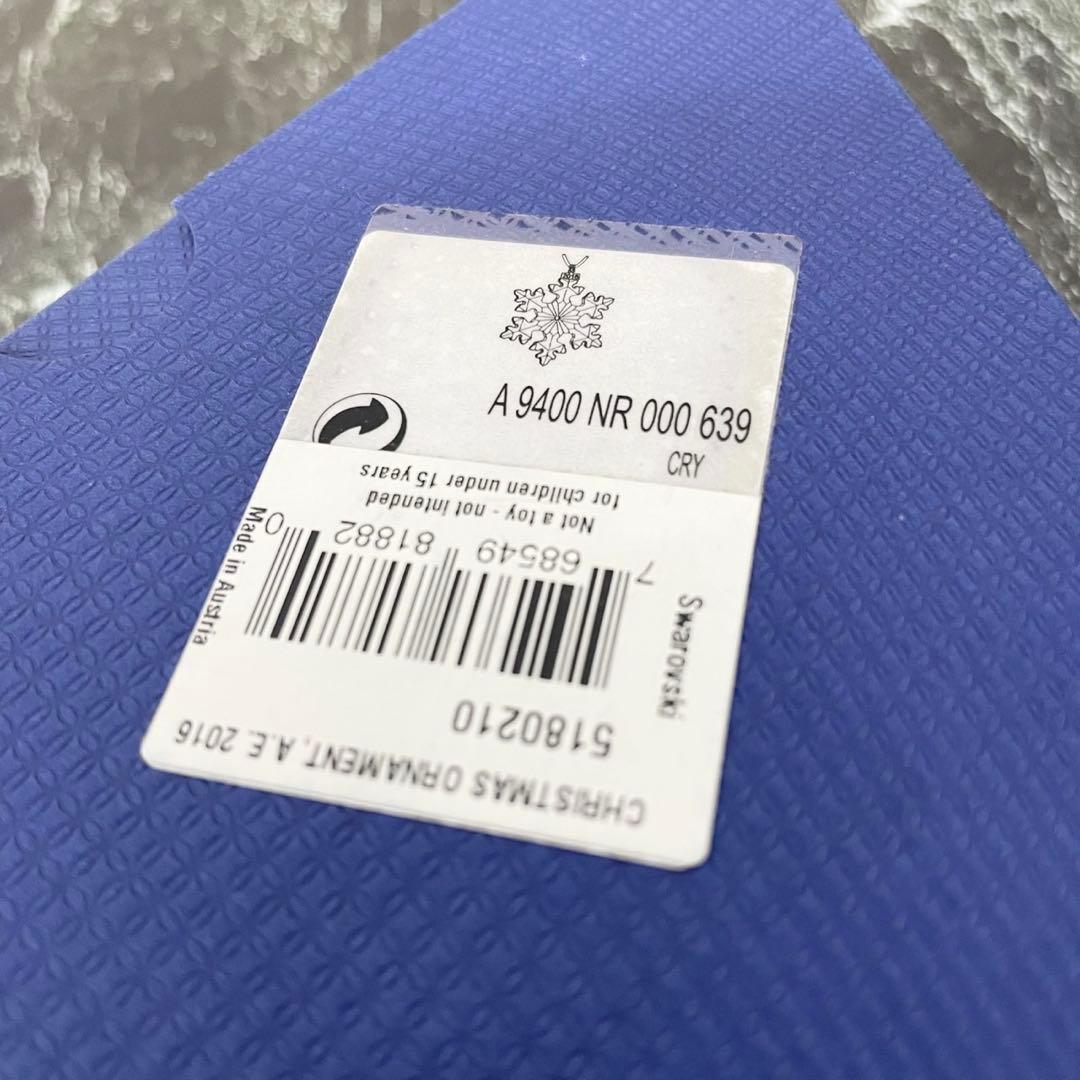 A 9400 NR 000 639
CRY
CHRISTMAS ORNAMENT, A.E. 2016
5180210
Swarovski
7 68549 81882 0
Made in Austria
Not a toy - not intended
for children under 15 years